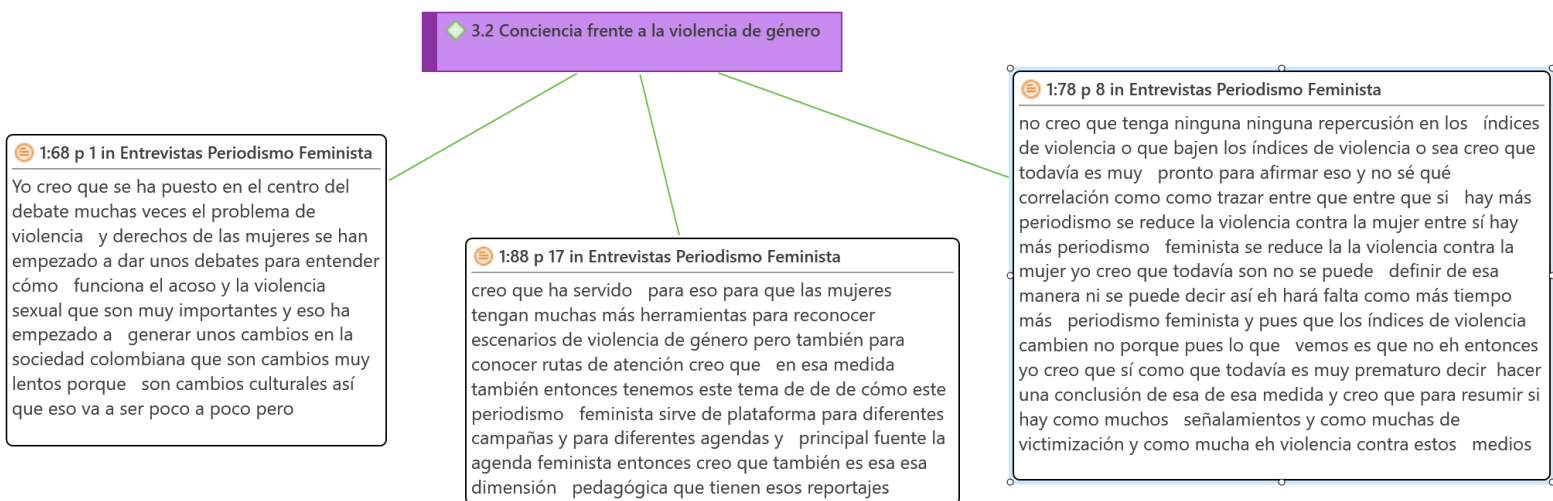 3.2 Conciencia frente a la violencia de género
1:68 p 1 in Entrevistas Periodismo Feminista
Yo creo que se ha puesto en el centro del
debate muchas veces el problema de
violencia y derechos de las mujeres se han
empezado a dar unos debates para entender
cómo funciona el acoso y la violencia
sexual que son muy importantes y eso ha
empezado a generar unos cambios en la
sociedad colombiana que son cambios muy
lentos porque son cambios culturales así
que eso va a ser poco a poco pero
1:88 p 17 in Entrevistas Periodismo Feminista
creo que ha servido para eso para que las mujeres
tengan muchas más herramientas para reconocer
escenarios de violencia de género pero también para
conocer rutas de atención creo que en esa medida
también entonces tenemos este tema de de de cómo este
periodismo feminista sirve de plataforma para diferentes
campañas y para diferentes agendas y principal fuente la
agenda feminista entonces creo que también es esa esa
dimensión pedagógica que tienen esos reportajes
1:78 p 8 in Entrevistas Periodismo Feminista
no creo que tenga ninguna ninguna repercusión en los índices
de violencia o que bajen los índices de violencia o sea creo que
todavía es muy pronto para afirmar eso y no sé qué
correlación como como trazar entre que entre que si hay más
periodismo se reduce la violencia contra la mujer entre sí hay
más periodismo feminista se reduce la la violencia contra la
mujer yo creo que todavía son no se puede definir de esa
manera ni se puede decir así eh hará falta como más tiempo
más periodismo feminista y pues que los índices de violencia
cambien no porque pues lo que vemos es que no eh entonces
yo creo que sí como que todavía es muy prematuro decir hacer
una conclusión de esa de esa medida y creo que para resumir si
hay como muchos señalamientos y como muchas de
victimización y como mucha eh violencia contra estos medios